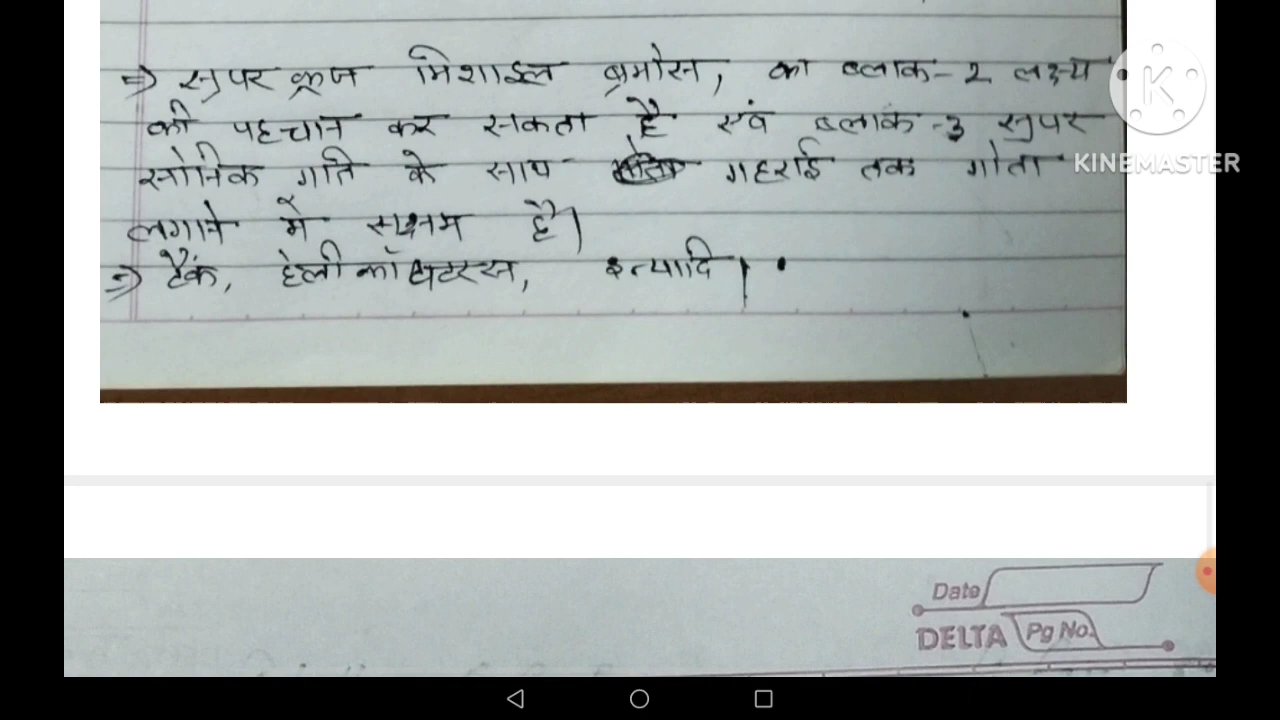 ⇒ सुपर क्रूज मिशाइल ब्रमोस, का ब्लाक-2 लक्ष्य
की पहचान कर सकता है एवं ब्लाक-3 सुपर
सोनिक गति के साथ गहराई तक गोता
लगाने में सक्षम है।
⇒ टैंक, हेलीकॉप्टरस, इत्यादि।
KINEMASTER
Date
DELTA Pg No.